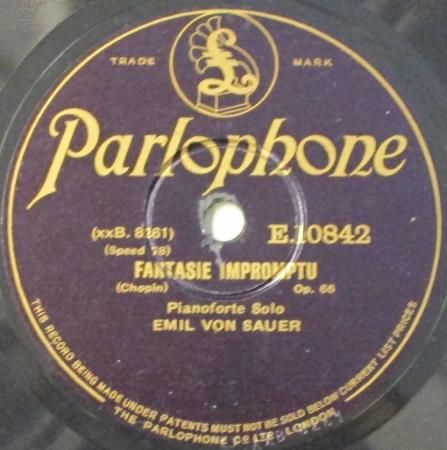 TRADE MARK
Parlophone
(xxB. 8261) E.10842
(Speed 78)
FANTASIE IMPROMPTU
(Chopin) Op. 66
Pianoforte Solo
EMIL VON SAUER
THIS RECORD BEING MADE UNDER PATENTS MUST NOT BE SOLD BELOW CURRENT LIST PRICES
THE PARLOPHONE CO LTD LONDON